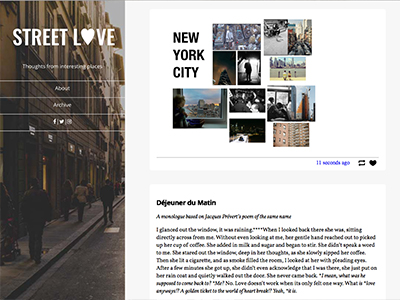 STREET L♥VE
Thoughts from interesting places
About
Archive
NEW
YORK
CITY
11 seconds ago
Déjeuner du Matin
A monologue based on Jacques Prévert's poem of the same name
I glanced out the window, it was raining.****When I looked back there she was, sitting
directly across from me. Without even looking at me, her gentle hand reached out to picked
up her cup of coffee. She added in milk and sugar and began to stir. She didn't speak a word
to me. She stared out the window, deep in her thoughts, as she slowly sipped her coffee.
Then she lit a cigarette, and as smoke filled the room, I looked at her with pleading eyes.
After a few minutes she got up, she didn't even acknowledge that I was there, she just put on
her rain coat and quietly walked out the door. She never came back. *I mean, what was he
supposed to come back to? *Me? No. Love doesn't work when its only felt one way. What is *love
anyways!? A golden ticket to the world of heart break!? Yeah, *it is.